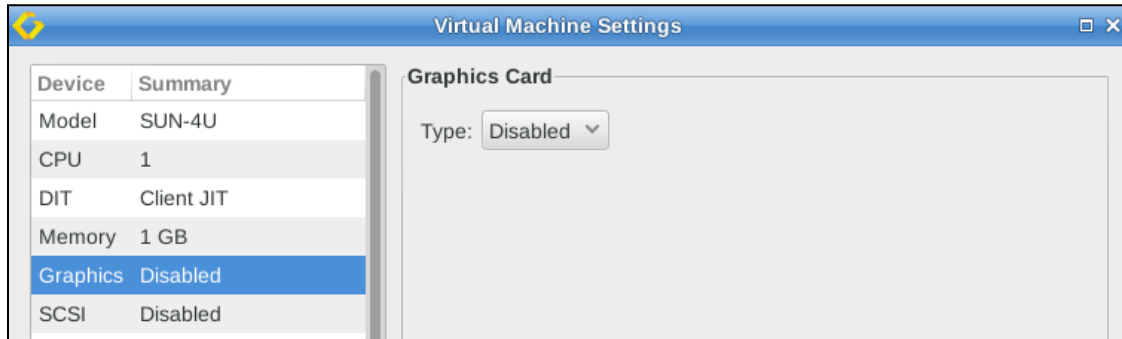 Virtual Machine Settings
Device Summary
Model SUN-4U
CPU 1
DIT Client JIT
Memory 1 GB
Graphics Disabled
SCSI Disabled
Graphics Card
Type: Disabled